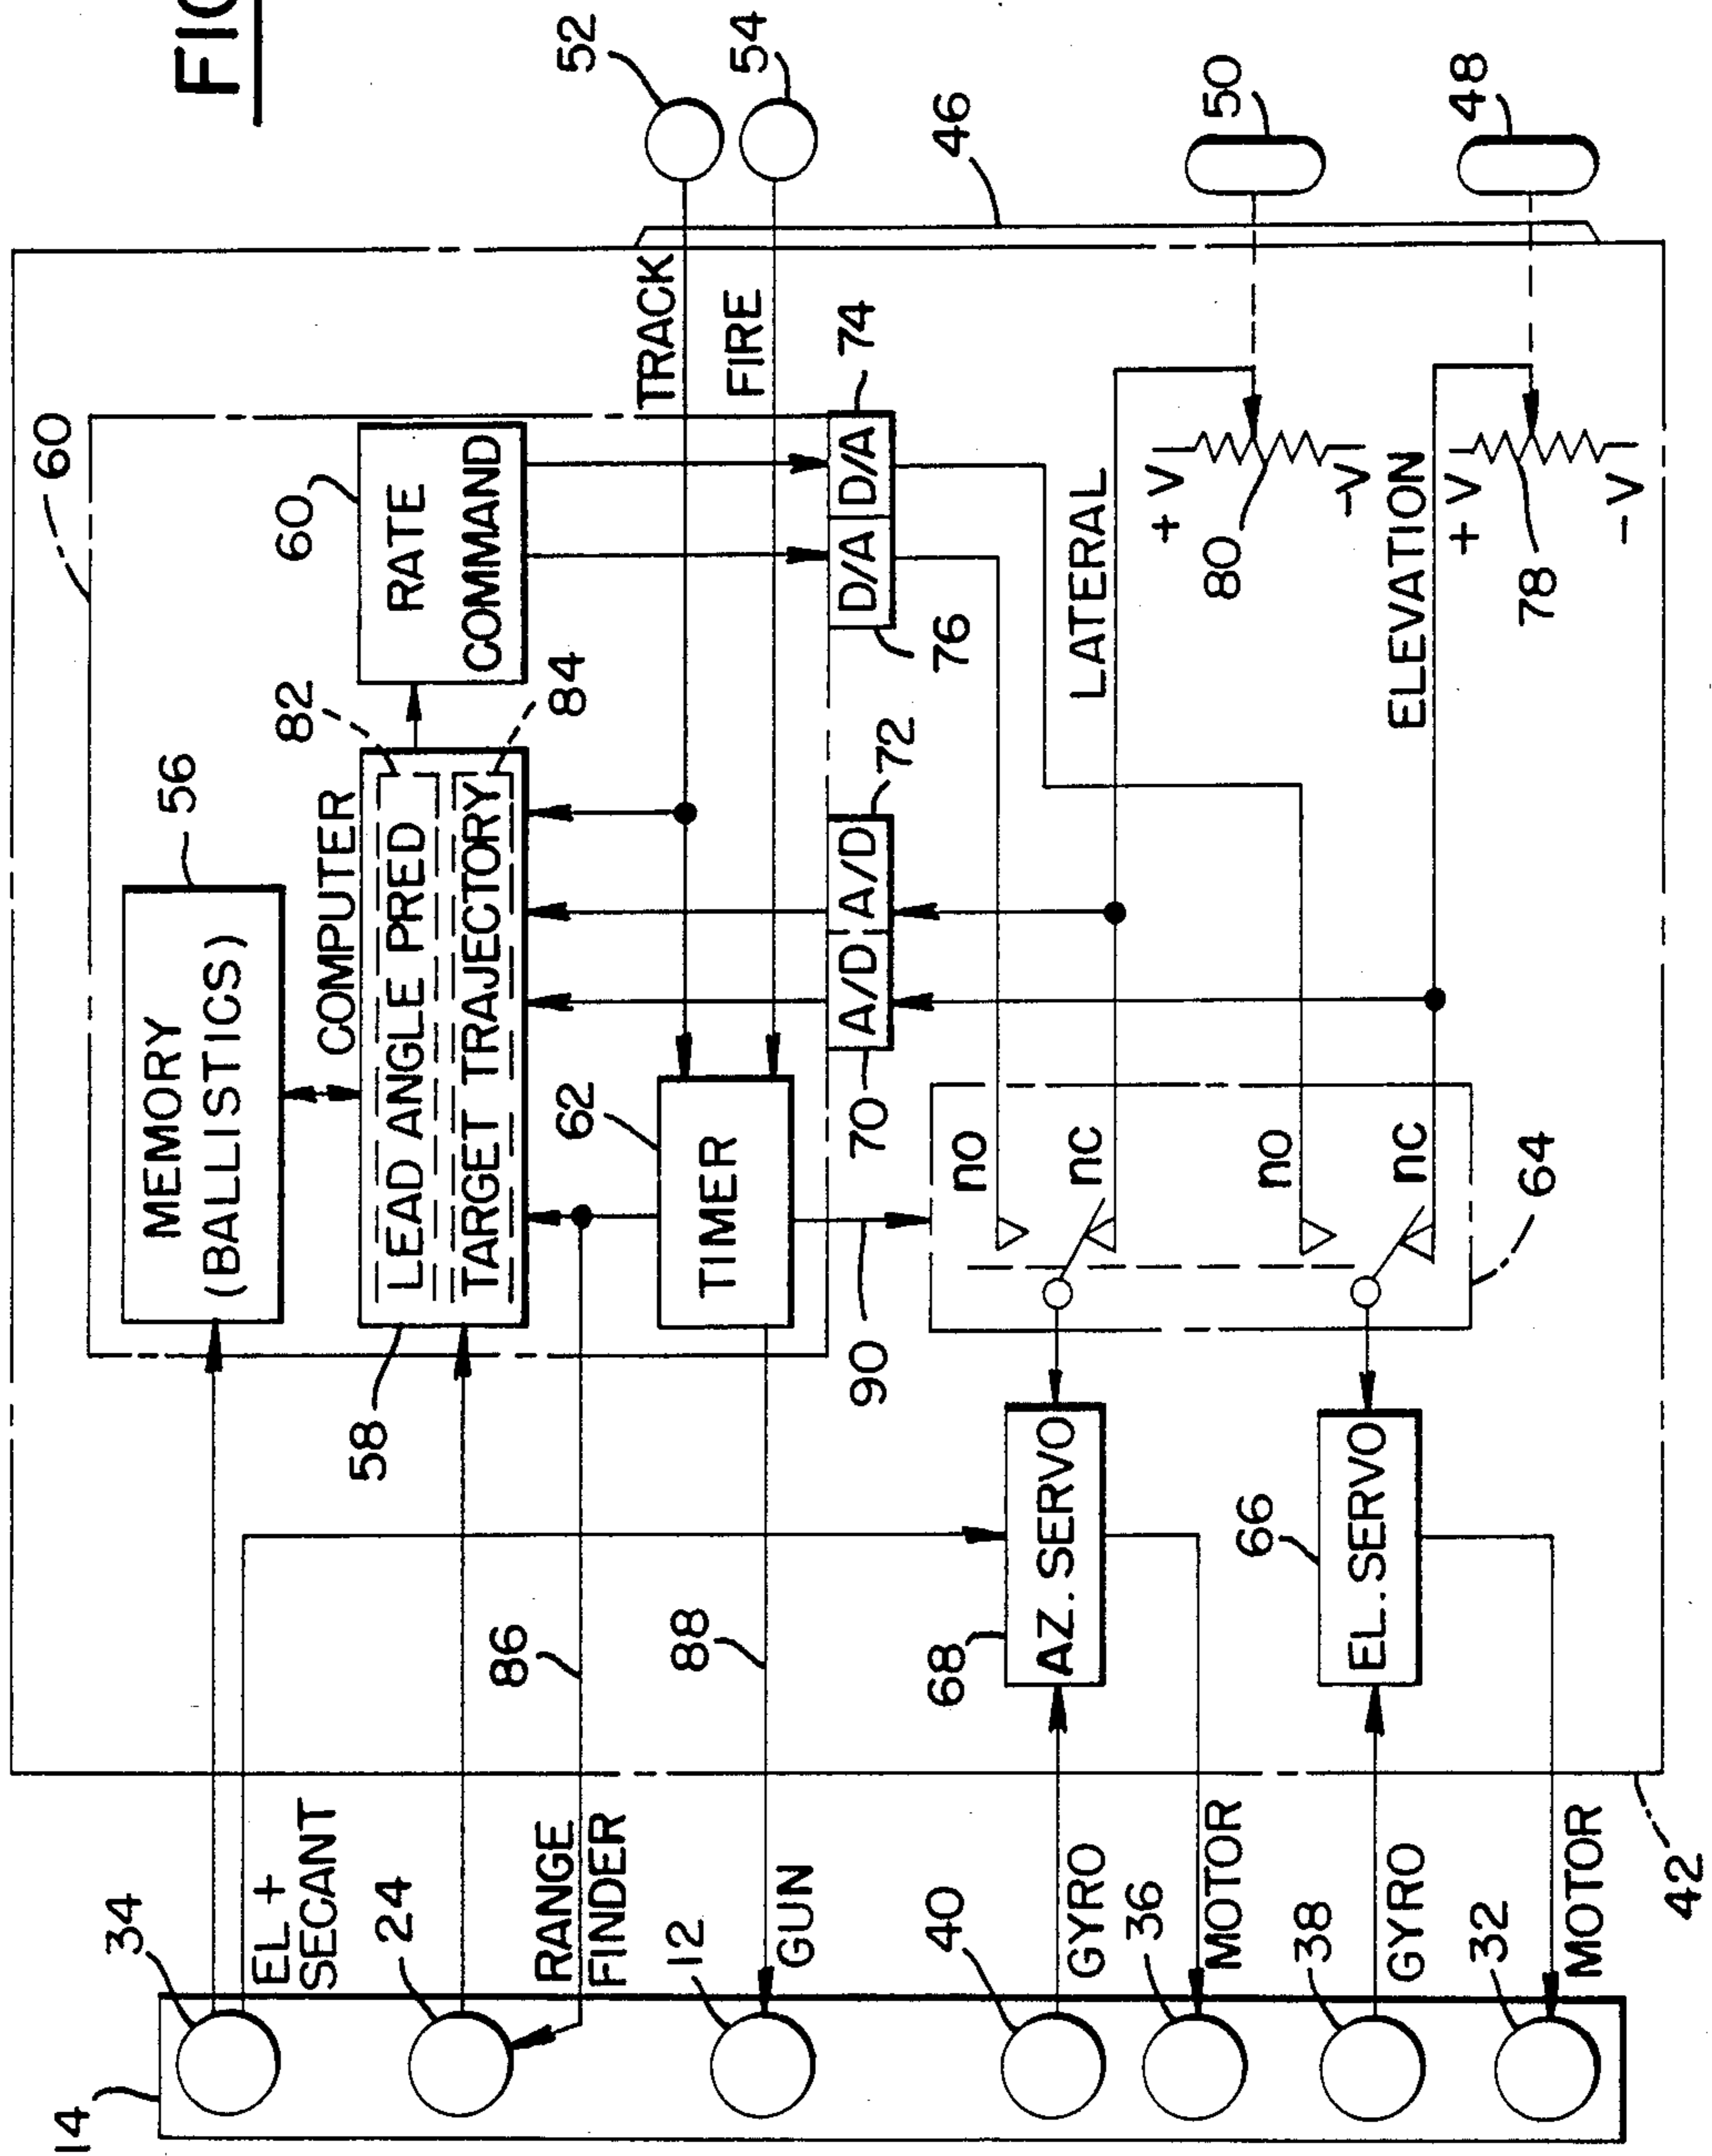 14
34
EL +
SECANT
24
RANGE
FINDER
12
GUN
40
GYRO
36
MOTOR
38
GYRO
32
MOTOR
42
86
88
68
AZ. SERVO
66
EL. SERVO
56
MEMORY
(BALLISTICS)
58
COMPUTER
LEAD ANGLE PRED
TARGET TRAJECTORY
82
84
62
TIMER
90
60
60
RATE
COMMAND
70
A/D
A/D
72
76
D/A
D/A
74
no
nc
no
nc
64
TRACK
FIRE
52
54
46
LATERAL
+V
80
-V
50
ELEVATION
+V
78
-V
48